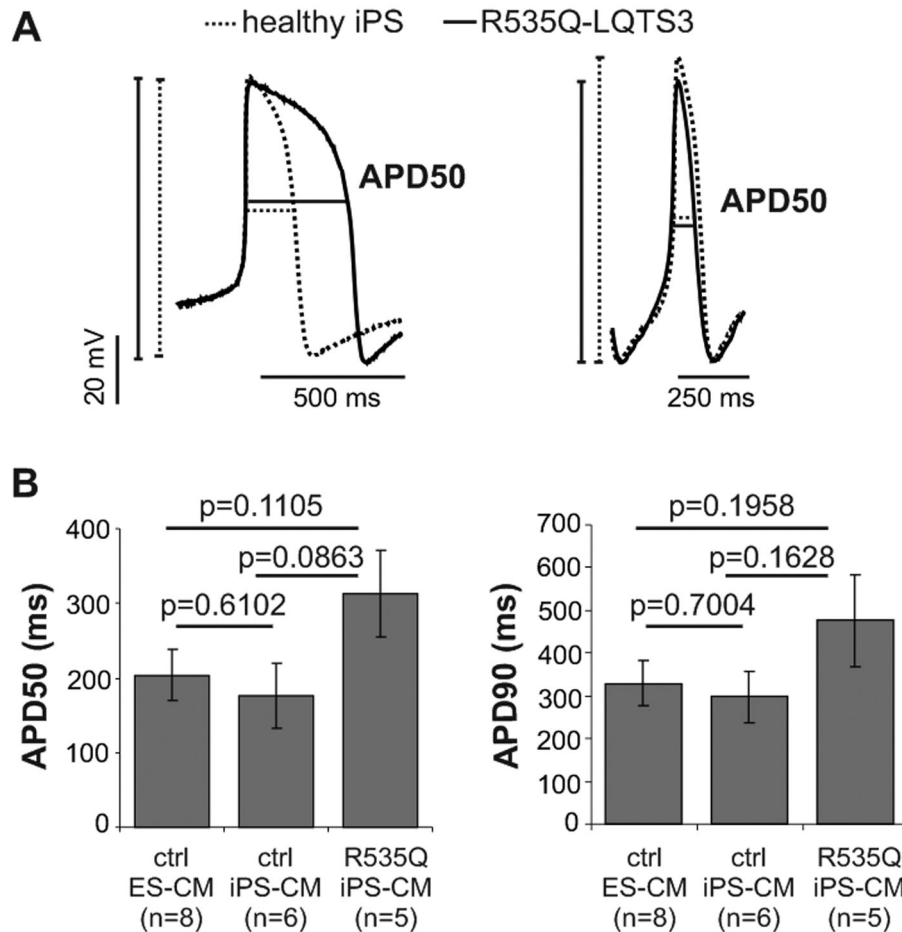 A
healthy iPS
R535Q-LQTS3
APD50
APD50
20 mV
500 ms
250 ms
B
p=0.1105
p=0.0863
p=0.6102
APD50 (ms)
400
300
200
100
0
ctrl
ES-CM
(n=8)
ctrl
iPS-CM
(n=6)
R535Q
iPS-CM
(n=5)
p=0.1958
p=0.1628
p=0.7004
APD90 (ms)
700
600
500
400
300
200
100
0
ctrl
ES-CM
(n=8)
ctrl
iPS-CM
(n=6)
R535Q
iPS-CM
(n=5)